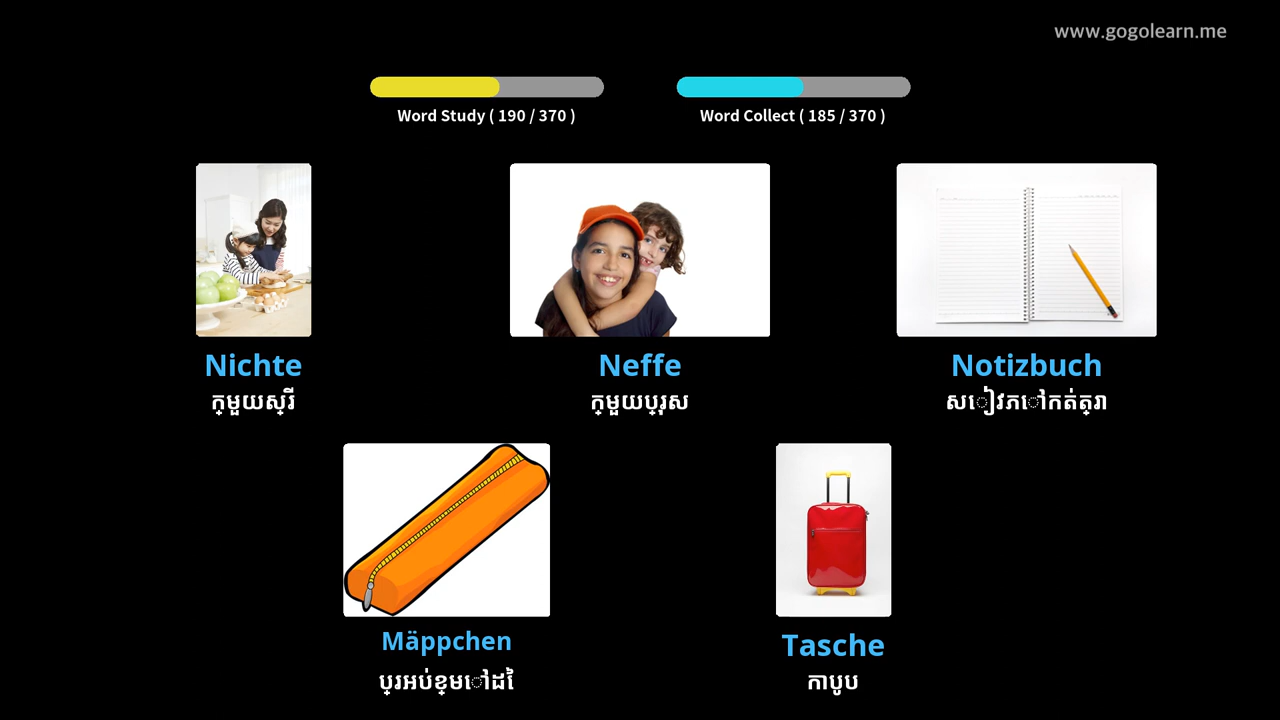 www.gogolearn.me
Word Study ( 190 / 370 )
Word Collect ( 185 / 370 )
Nichte
Neffe
Notizbuch
ក្មួយស្រី
ក្មួយប្រុស
សៀវភៅកត់ត្រា
Mäppchen
Tasche
ប្រអប់ខ្មៅដៃ
កាបូប